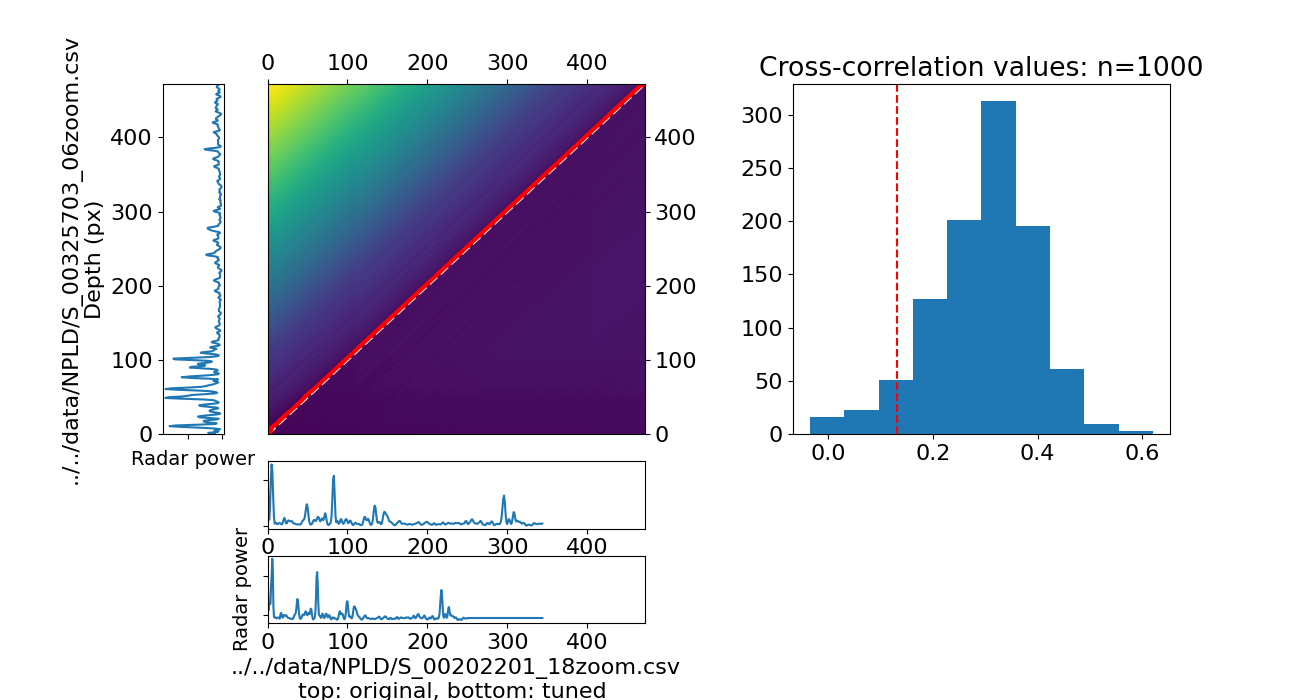 Cross-correlation values: n=1000
0 100 200 300 400
../../data/NPLD/S_00325703_06zoom.csv
Depth (px)
400
300
200
100
0
Radar power
400
300
200
100
0
300
250
200
150
100
50
0
0.0 0.2 0.4 0.6
0 100 200 300 400
Radar power
0 100 200 300 400
../../data/NPLD/S_00202201_18zoom.csv
top: original, bottom: tuned